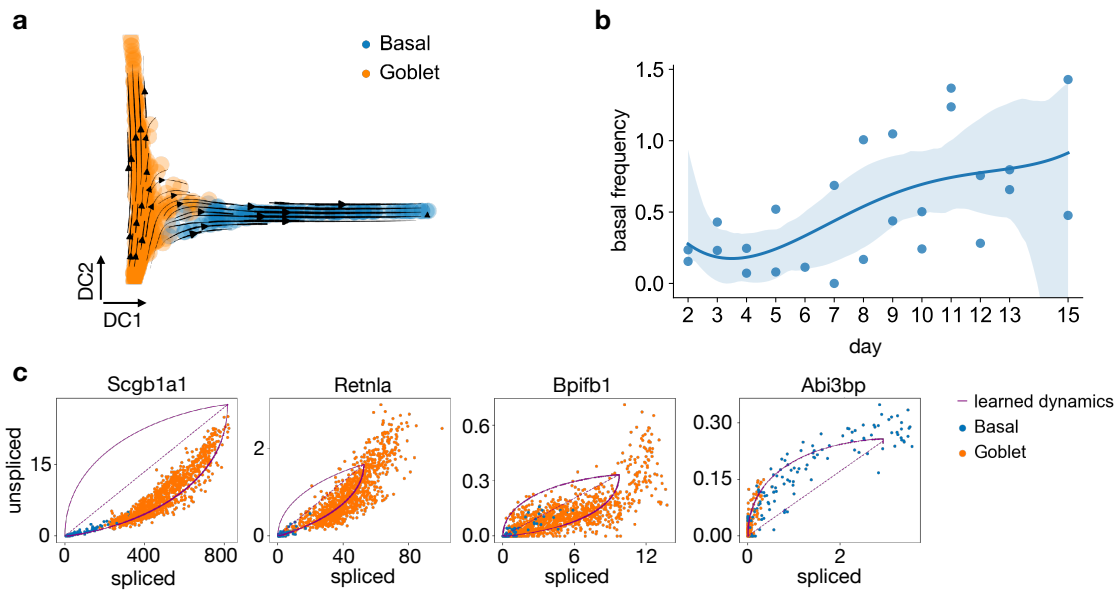 a
Basal
Goblet
DC2
DC1
b
basal frequency
1.5
1.0
0.5
0.0
2 3 4 5 6 7 8 9 10 11 12 13 15
day
c
Scgb1a1
unspliced
15
0
0 400 800
spliced
Retnla
2
0
0 40 80
spliced
Bpifb1
0.6
0.3
0.00
0 6 12
spliced
Abi3bp
0.30
0.15
0.00
0 2
spliced
learned dynamics
Basal
Goblet